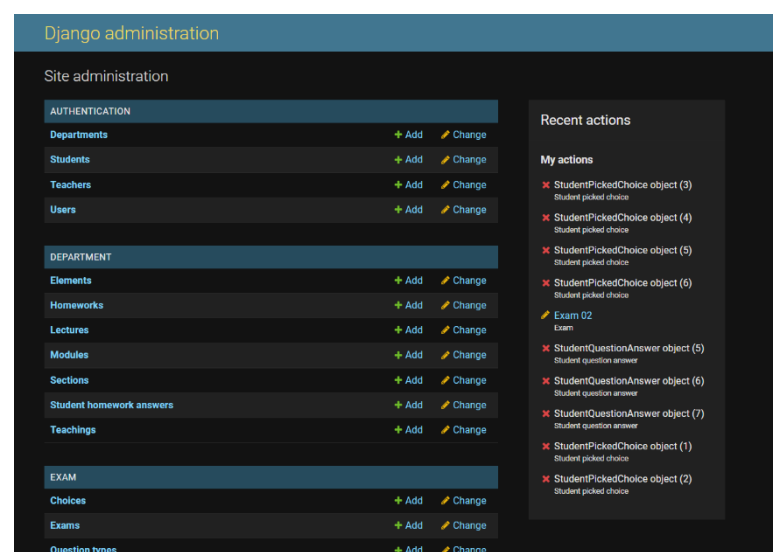 Django administration
Site administration
AUTHENTICATION
Departments + Add Change
Students + Add Change
Teachers + Add Change
Users + Add Change
DEPARTMENT
Elements + Add Change
Homeworks + Add Change
Lectures + Add Change
Modules + Add Change
Sections + Add Change
Student homework answers + Add Change
Teachings + Add Change
EXAM
Choices + Add Change
Exams + Add Change
Question types + Add Change
Recent actions
My actions
StudentPickedChoice object (3)
Student picked choice
StudentPickedChoice object (4)
Student picked choice
StudentPickedChoice object (5)
Student picked choice
StudentPickedChoice object (6)
Student picked choice
Exam 02
Exam
StudentQuestionAnswer object (5)
Student question answer
StudentQuestionAnswer object (6)
Student question answer
StudentQuestionAnswer object (7)
Student question answer
StudentPickedChoice object (1)
Student picked choice
StudentPickedChoice object (2)
Student picked choice